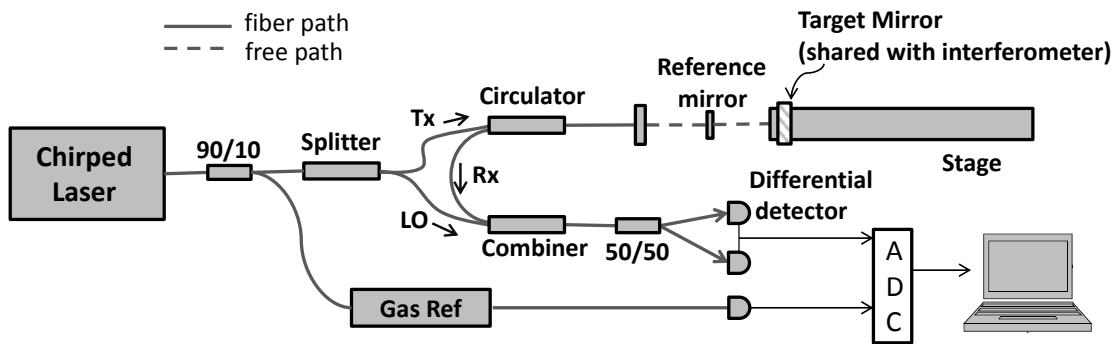 fiber path
free path
Target Mirror
(shared with interferometer)
Reference
mirror
Circulator
Tx
Splitter
90/10
Chirped
Laser
Stage
Rx
Differential
detector
LO
Combiner
50/50
A
D
C
Gas Ref